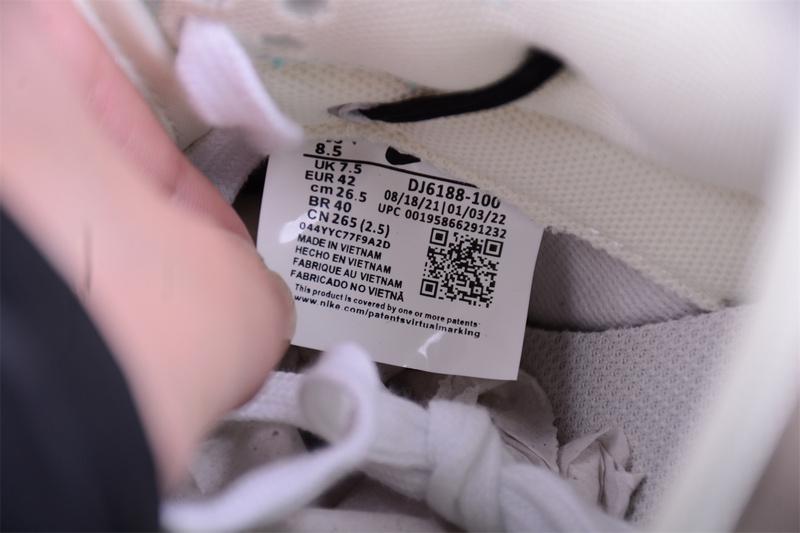 8.5
UK 7.5
EUR 42
cm 26.5
BR 40
CN 265 (2.5)
044YYC77F9A2D
MADE IN VIETNAM
HECHO EN VIETNAM
FABRIQUE AU VIETNAM
FABRICADO NO VIETNÃ
This product is covered by one or more patents·
www.nike.com/patentsvirtualmarking
DJ6188-100
08/18/21|01/03/22
UPC 00195866291232